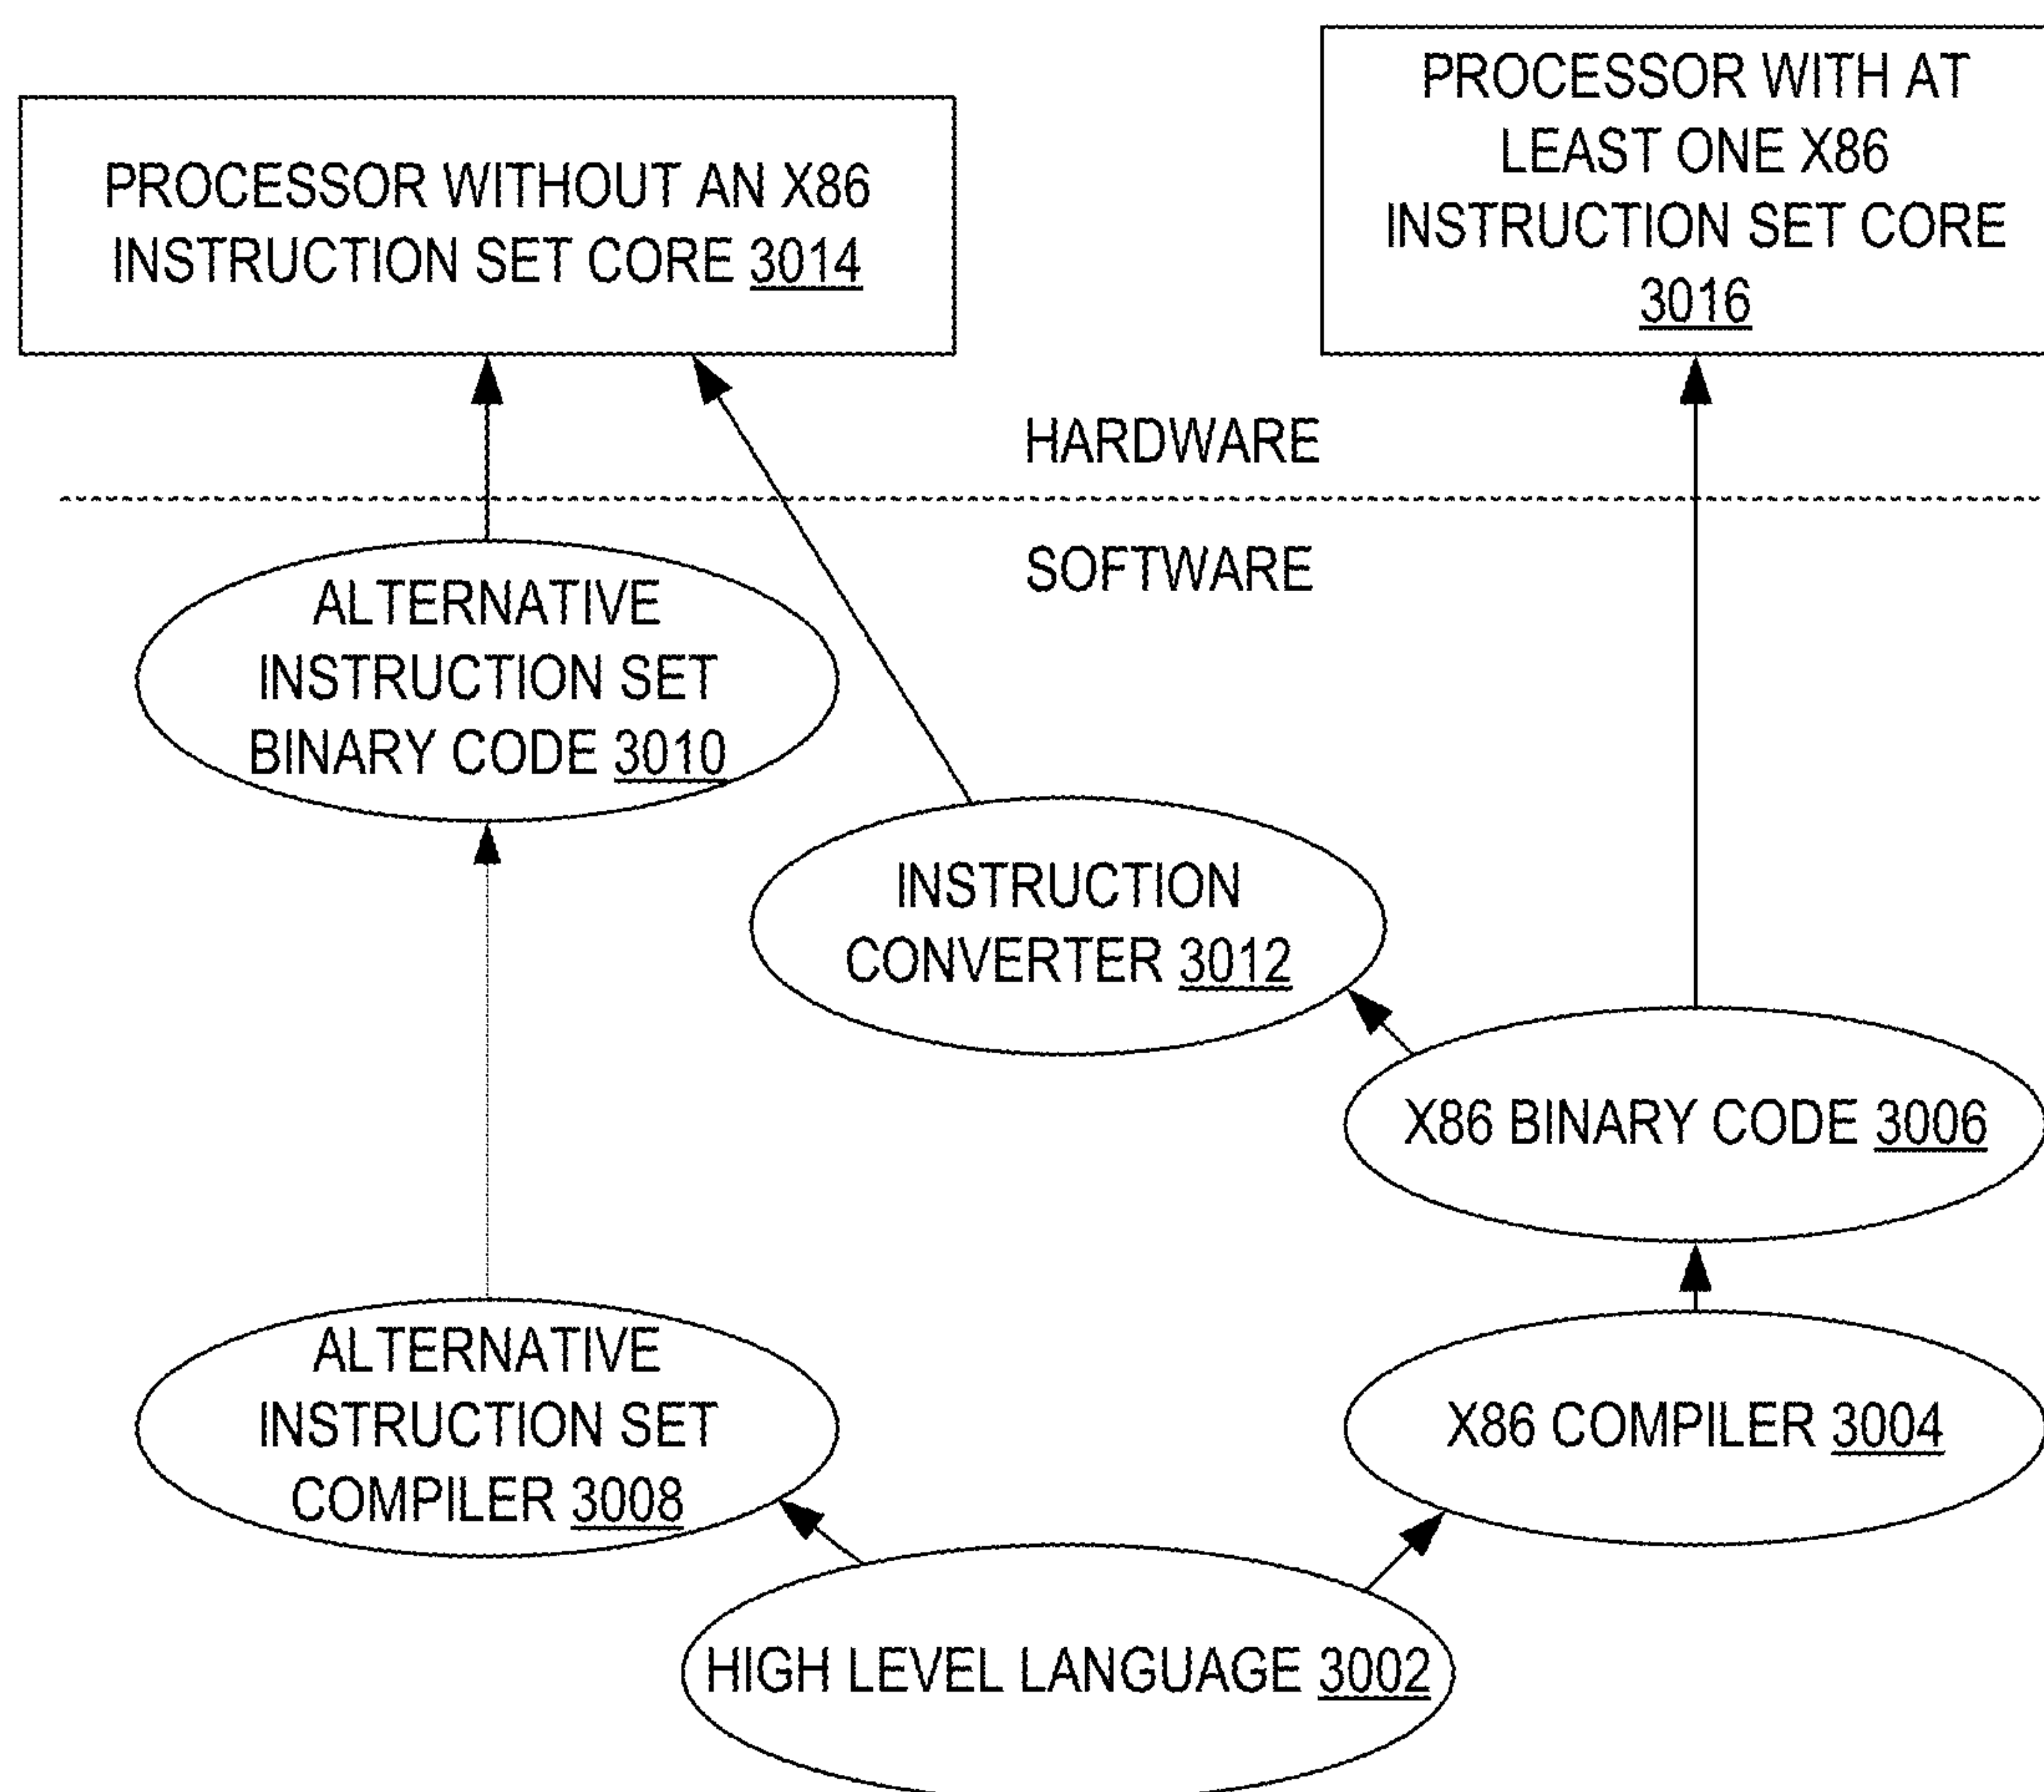 PROCESSOR WITHOUT AN X86
INSTRUCTION SET CORE 3014
PROCESSOR WITH AT
LEAST ONE X86
INSTRUCTION SET CORE
3016
HARDWARE
SOFTWARE
ALTERNATIVE
INSTRUCTION SET
BINARY CODE 3010
INSTRUCTION
CONVERTER 3012
X86 BINARY CODE 3006
ALTERNATIVE
INSTRUCTION SET
COMPILER 3008
X86 COMPILER 3004
HIGH LEVEL LANGUAGE 3002